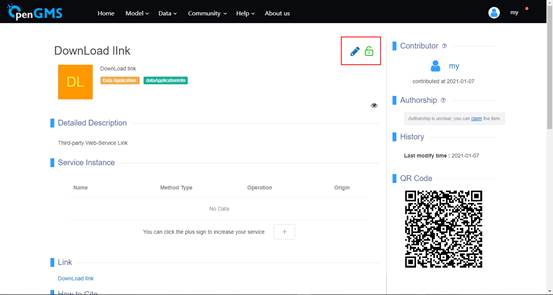 OpenGMS Home Model Data Community Help About us my
DownLoad lInk
DL
DownLoad link
Data Application dataApplicationInfo
Detailed Description
Third-party Web-Service Link
Service Instance
Name Method Type Operation Origin
No Data
You can click the plus sign to increase your service +
Link
DownLoad link
How to Cite
Contributor ?
my
contributed at 2021-01-07
Authorship ?
Authorship is unclear, you can claim the item.
History
Last modify time : 2021-01-07
QR Code